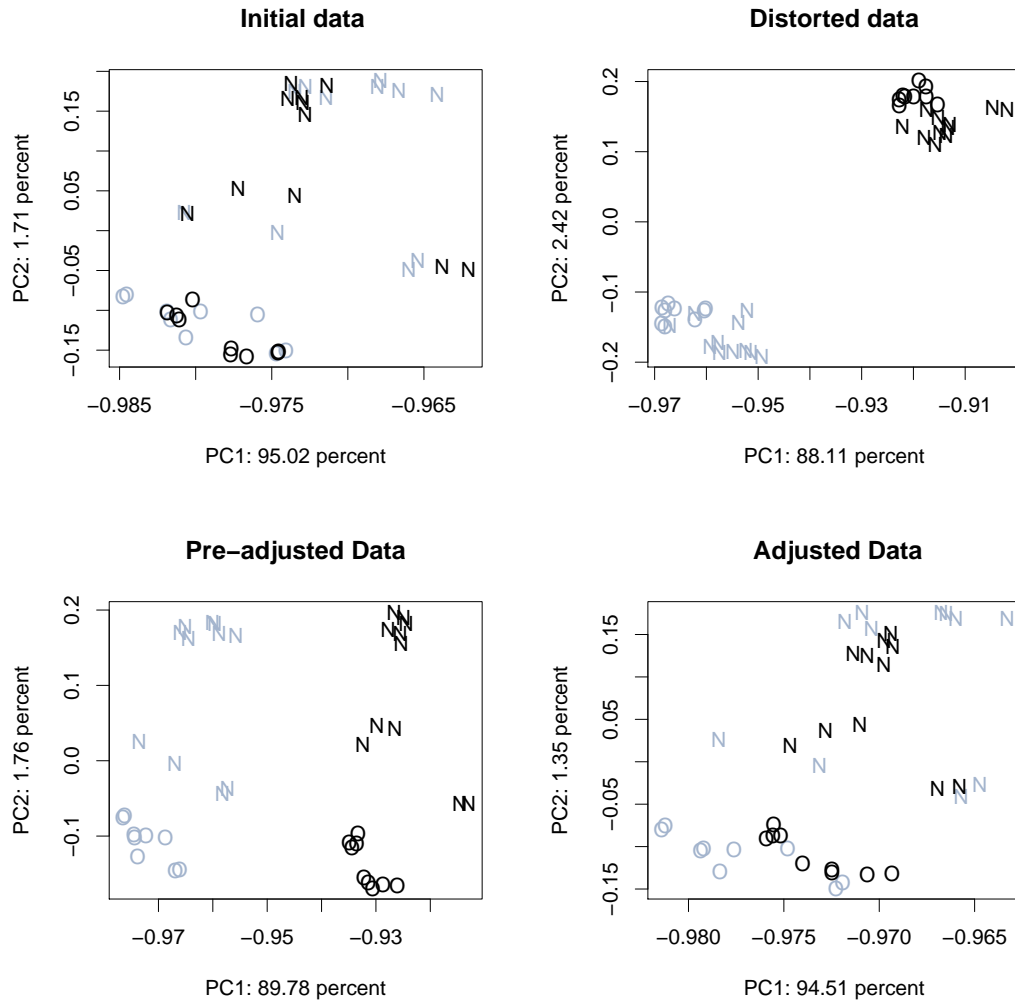 Initial data
PC2: 1.71 percent
0.15
0.05
−0.05
−0.15
−0.985
−0.975
−0.965
PC1: 95.02 percent
Distorted data
PC2: 2.42 percent
0.2
0.1
0.0
−0.1
−0.2
−0.97
−0.95
−0.93
−0.91
PC1: 88.11 percent
Pre−adjusted Data
PC2: 1.76 percent
0.2
0.1
0.0
−0.1
−0.97
−0.95
−0.93
PC1: 89.78 percent
Adjusted Data
PC2: 1.35 percent
0.15
0.05
−0.05
−0.15
−0.980
−0.975
−0.970
−0.965
PC1: 94.51 percent